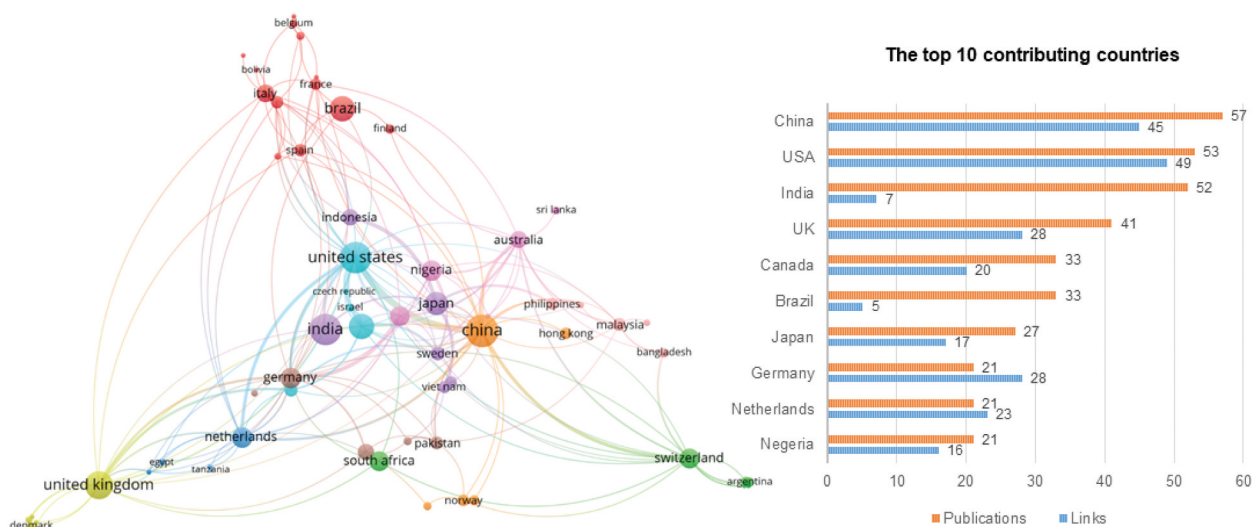 belgium
bolivia
france
italy
brazil
finland
spain
sri lanka
indonesia
australia
united states
nigeria
czech republic
japan
philippines
israel
india
china
hong kong
malaysia
sweden
bangladesh
germany
viet nam
netherlands
pakistan
egypt
tanzania
south africa
switzerland
united kingdom
argentina
norway
denmark
The top 10 contributing countries
0 10 20 30 40 50 60
China 57
45
USA 53
49
India 52
7
UK 41
28
Canada 33
20
Brazil 33
5
Japan 27
17
Germany 21
28
Netherlands 21
23
Negeria 21
16
Publications Links